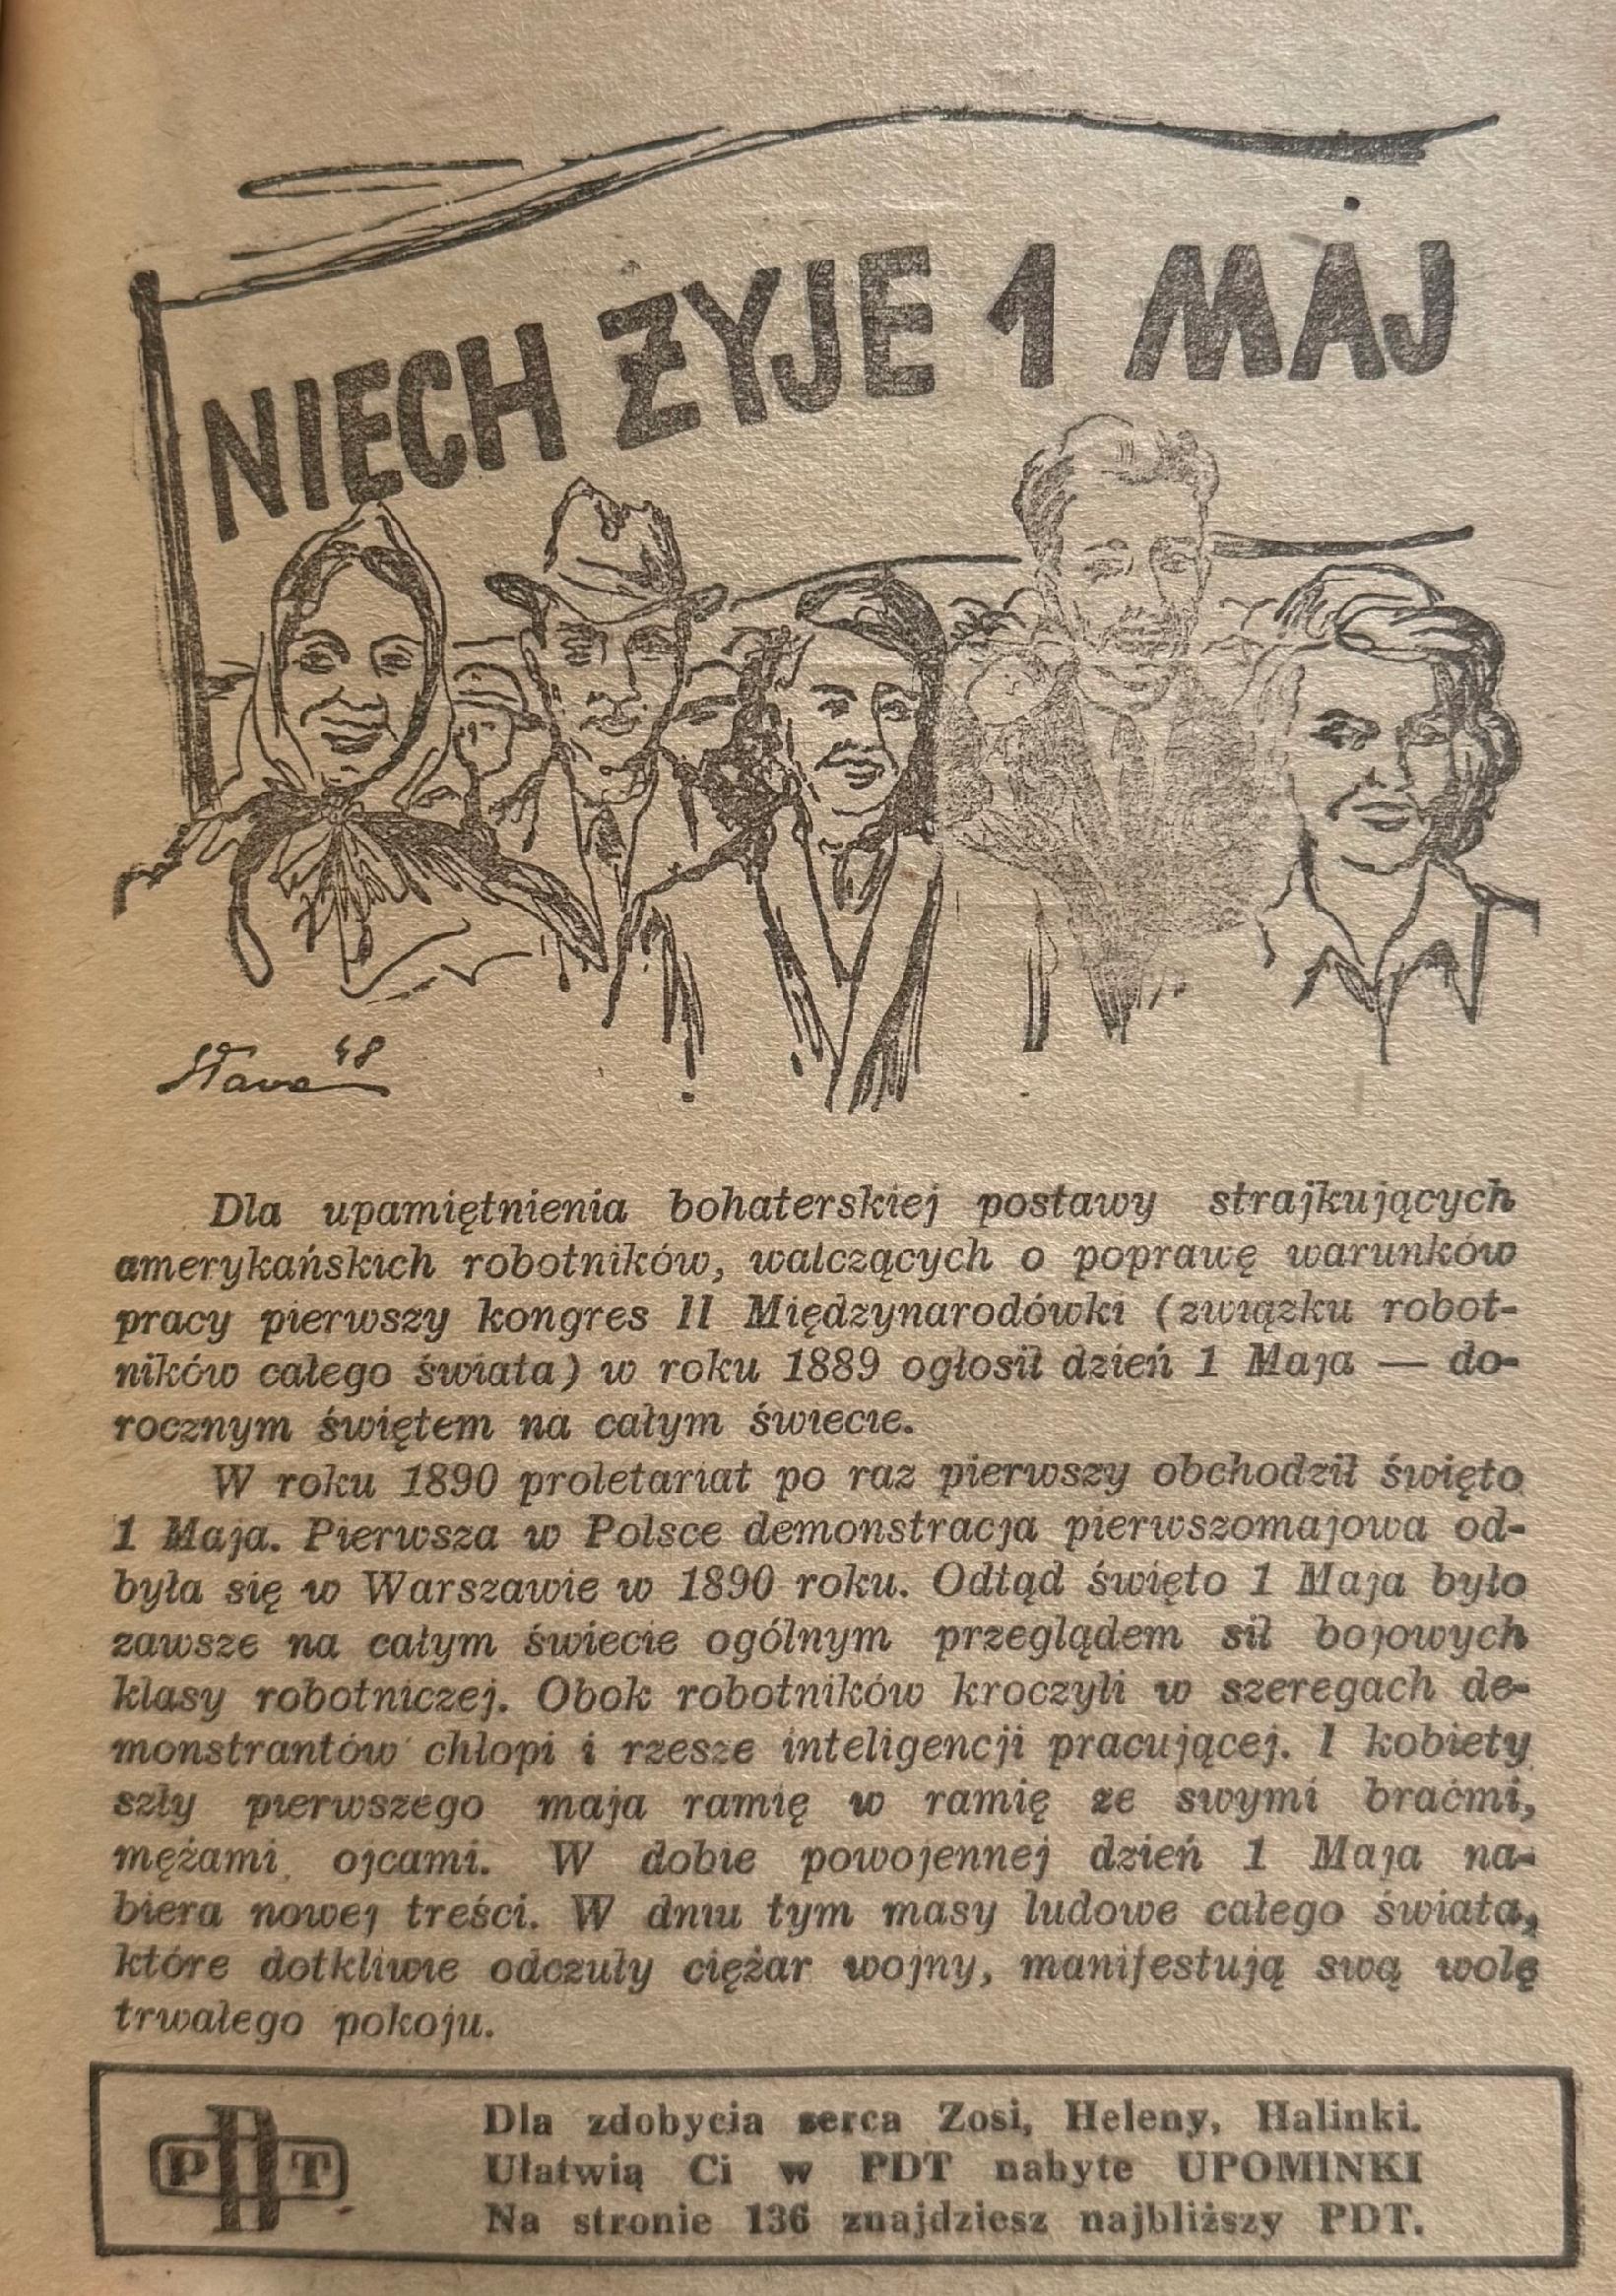 NIECH ŻYJE 1 MAJ
48
Dla upamiętnienia bohaterskiej postawy strajkujących
amerykańskich robotników, walczących o poprawę warunków
pracy pierwszy kongres II Międzynarodówki (związku robot-
ników całego świata) w roku 1889 ogłosił dzień 1 Maja — do-
rocznym świętem na całym świecie.
W roku 1890 proletariat po raz pierwszy obchodził święto
1 Maja. Pierwsza w Polsce demonstracja pierwszomajowa od-
była się w Warszawie w 1890 roku. Odtąd święto 1 Maja było
zawsze na całym świecie ogólnym przeglądem sił bojowych
klasy robotniczej. Obok robotników kroczyli w szeregach de-
monstrantów chłopi i rzesze inteligencji pracującej. I kobiety
szły pierwszego maja ramię w ramię ze swymi braćmi,
mężami, ojcami. W dobie powojennej dzień 1 Maja na-
biera nowej treści. W dniu tym masy ludowe całego świata,
które dotkliwie odczuły ciężar wojny, manifestują swą wolę
trwałego pokoju.
PDT
Dla zdobycia serca Zosi, Heleny, Halinki.
Ułatwią Ci w PDT nabyte UPOMINKI
Na stronie 136 znajdziesz najbliższy PDT.